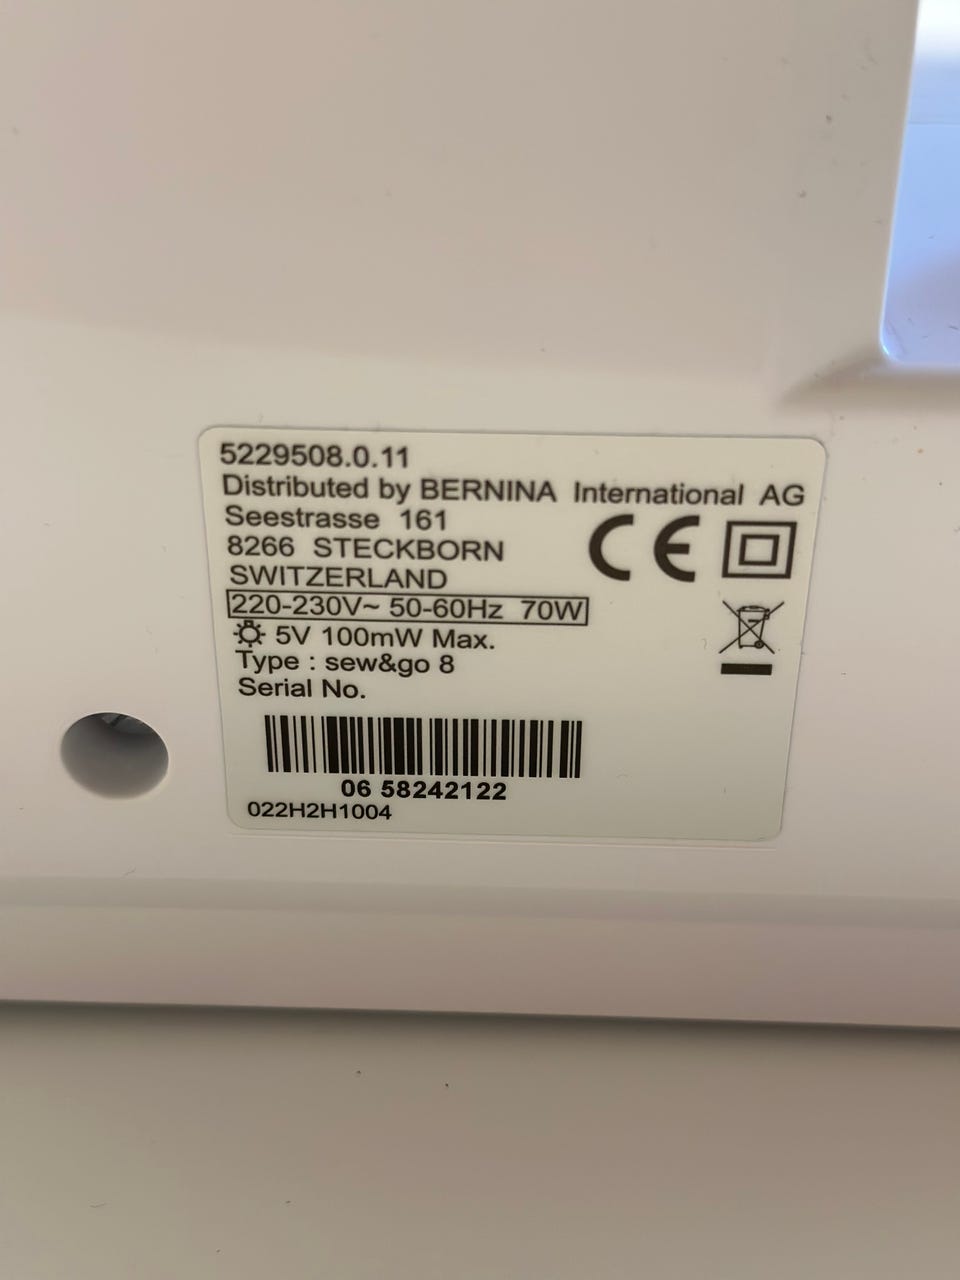 5229508.0.11
Distributed by BERNINA International AG
Seestrasse 161
8266 STECKBORN
SWITZERLAND
CE
220-230V~ 50-60Hz 70W
5V 100mW Max.
Type : sew&go 8
Serial No.
06 58242122
022H2H1004